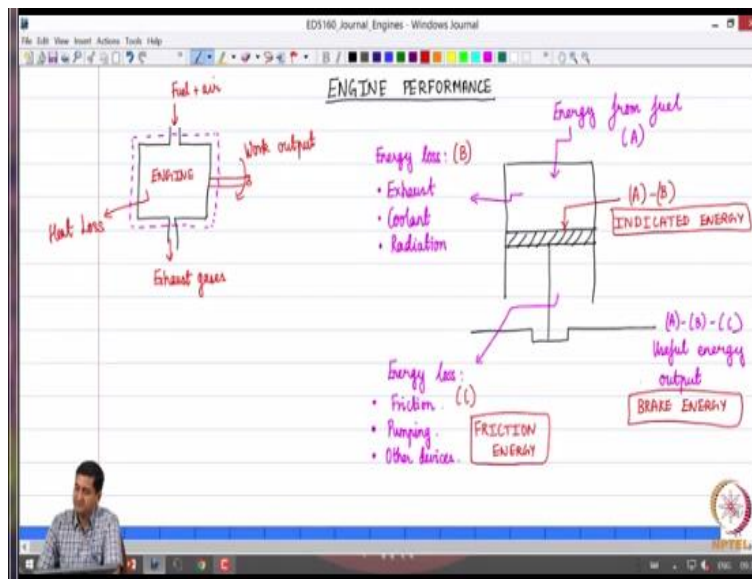 ED5160_Journal_Engines - Windows Journal
File Edit View Insert Actions Tools Help
ENGINE PERFORMANCE
Fuel + air
ENGINE
Work output
Heat Loss
Exhaust gases
Energy from fuel
(A)
Energy loss: (B)
• Exhaust
• Coolant
• Radiation
(A)-(B)
INDICATED ENERGY
(A)-(B)-(C)
Useful energy
output
BRAKE ENERGY
Energy loss:
• Friction. (C)
• Pumping.
• Other devices.
FRICTION
ENERGY
NPTEL
ENG